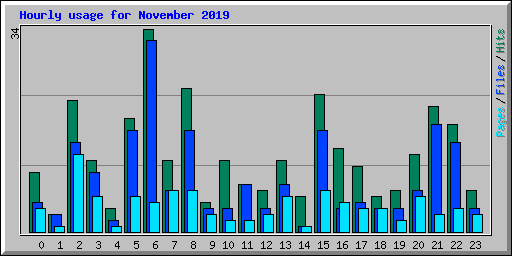 Hourly usage for November 2019
34
Pages / Files / Hits
0 1 2 3 4 5 6 7 8 9 10 11 12 13 14 15 16 17 18 19 20 21 22 23